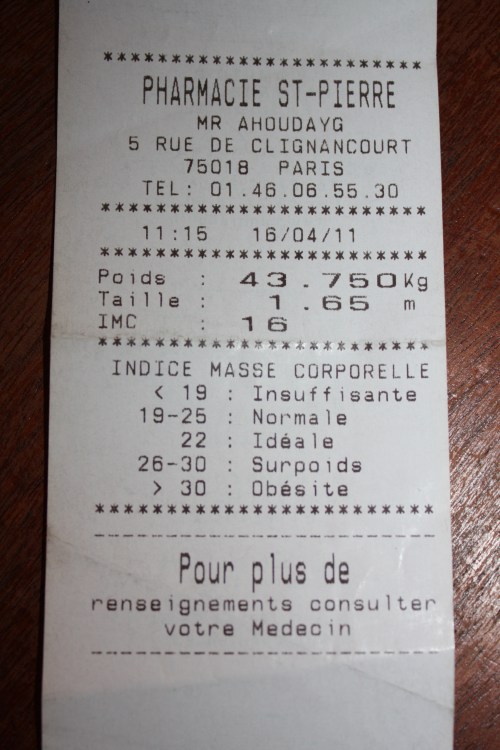 ***************************
PHARMACIE ST-PIERRE
MR AHOUDAYG
5 RUE DE CLIGNANCOURT
75018 PARIS
TEL: 01.46.06.55.30
***************************
11:15 16/04/11
****************************
Poids : 43.750Kg
Taille : 1.65 m
IMC : 16
****************************
INDICE MASSE CORPORELLE
< 19 : Insuffisante
19-25 : Normale
22 : Idéale
26-30 : Surpoids
> 30 : Obésite
****************************
----------------------------
Pour plus de
renseignements consulter
votre Medecin
----------------------------